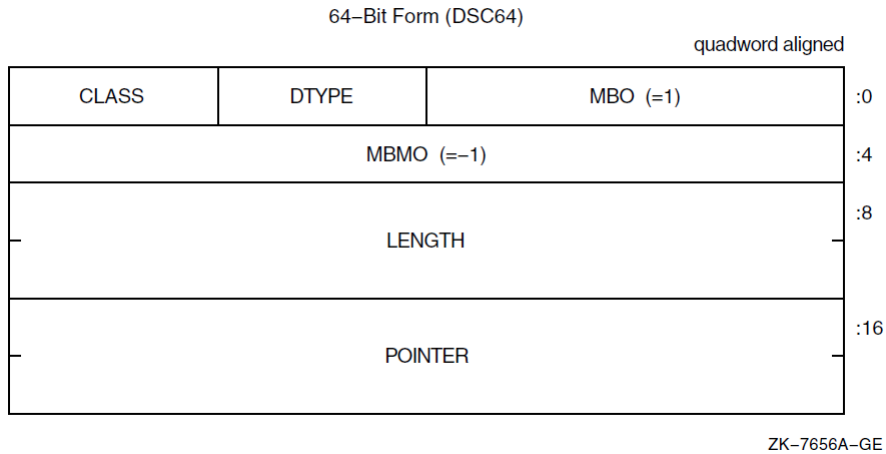 64–Bit Form (DSC64)
quadword aligned
CLASS DTYPE MBO (=1) :0
MBMO (=–1) :4
:8
LENGTH
:16
POINTER
ZK–7656A–GE